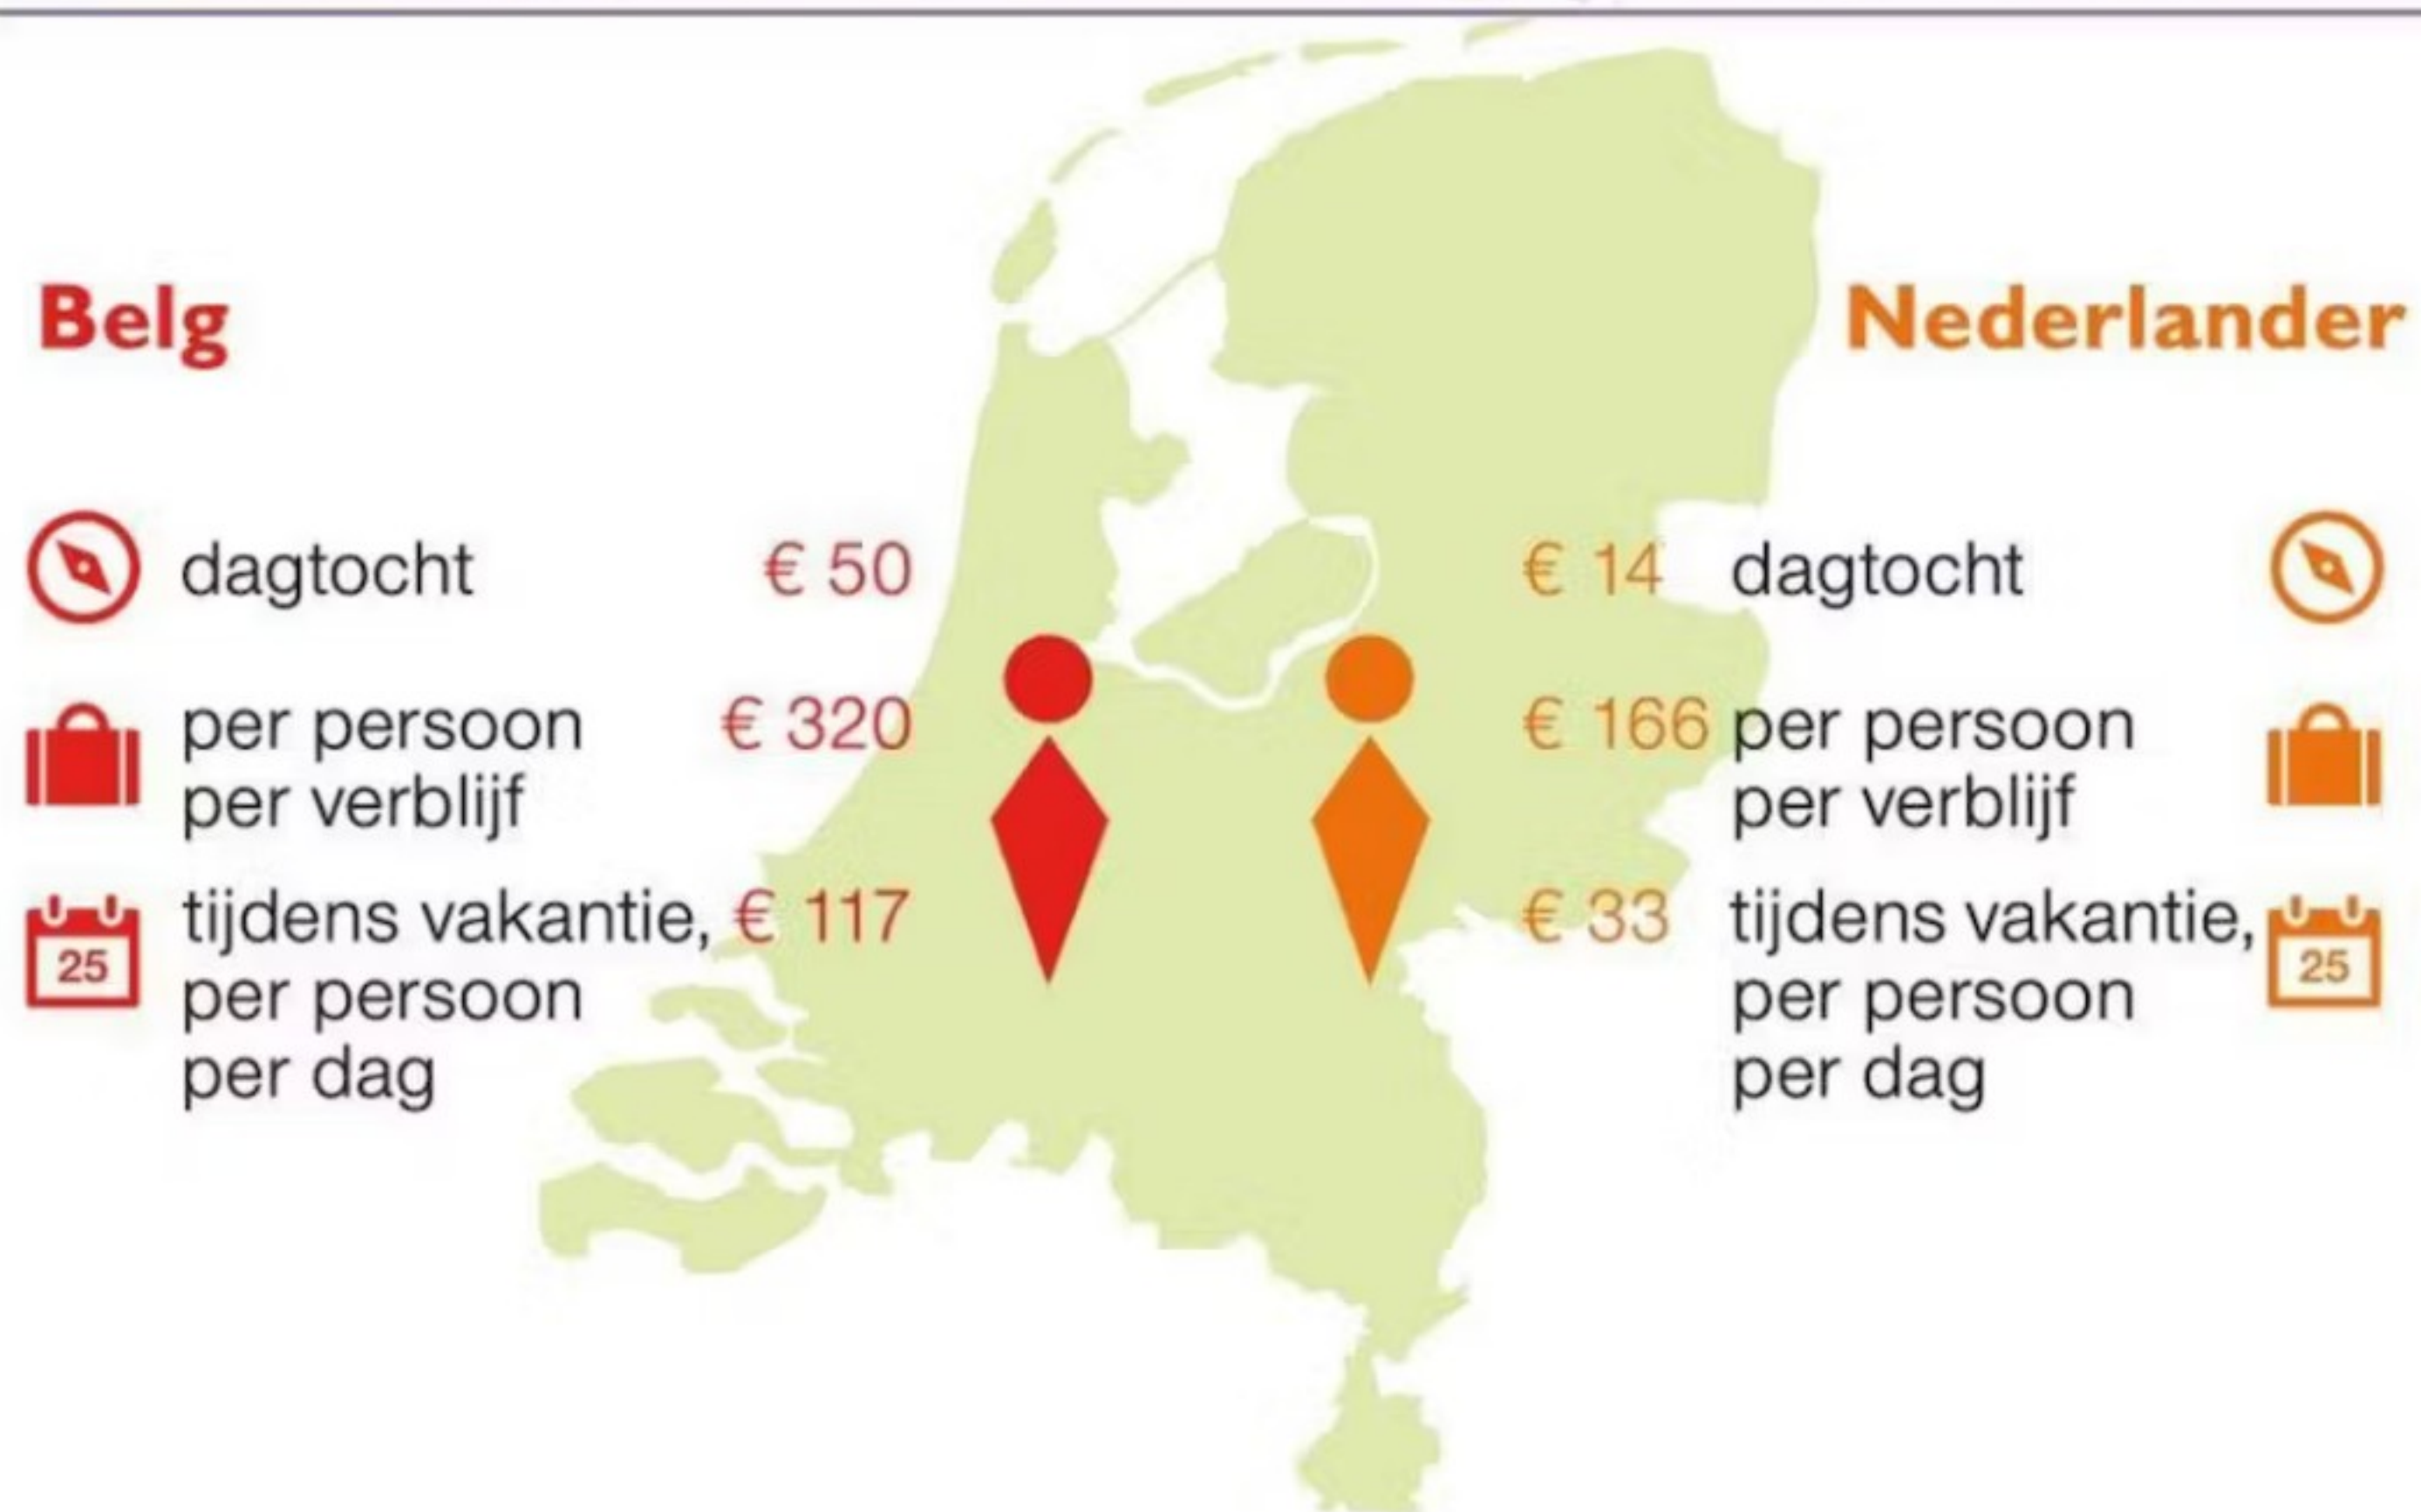 Belg
dagtocht € 50
per persoon € 320
per verblijf
tijdens vakantie, € 117
per persoon
per dag
25
Nederlander
€ 14 dagtocht
€ 166 per persoon
per verblijf
€ 33 tijdens vakantie,
per persoon
per dag
25